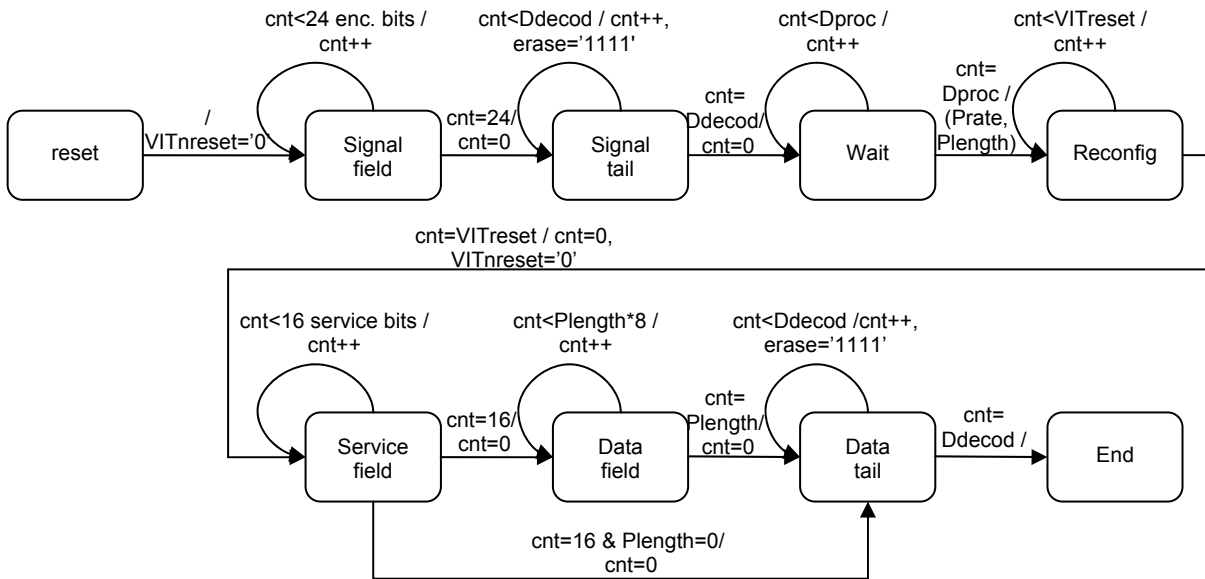 cnt<24 enc. bits /
cnt++
cnt<Ddecod / cnt++,
erase='1111'
cnt<Dproc /
cnt++
cnt<VITreset /
cnt++
reset
/
VITnreset='0'
Signal
field
cnt=24/
cnt=0
Signal
tail
cnt=
Ddecod/
cnt=0
Wait
cnt=
Dproc /
(Prate,
Plength)
Reconfig
cnt=VITreset / cnt=0,
VITnreset='0'
cnt<16 service bits /
cnt++
cnt<Plength*8 /
cnt++
cnt<Ddecod /cnt++,
erase='1111'
Service
field
cnt=16/
cnt=0
Data
field
cnt=
Plength/
cnt=0
Data
tail
cnt=
Ddecod /
End
cnt=16 & Plength=0/
cnt=0